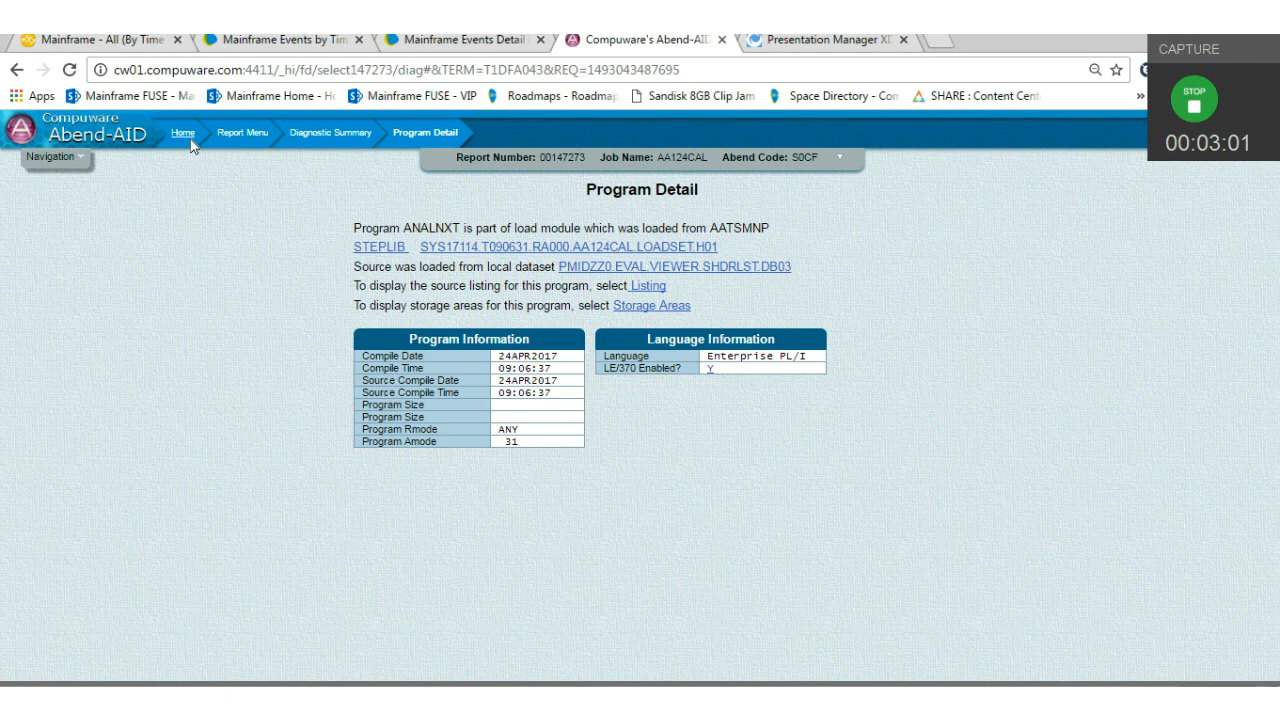 Mainframe - All (By Time
Mainframe Events by Tim
Mainframe Events Detail
Compuware's Abend-AID
Presentation Manager XI
CAPTURE
cw01.compuware.com:4411/_hi/fd/select147273/diag#&TERM=T1DFA043&REQ=1493043487695
STOP
Apps
Mainframe FUSE - Ma
Mainframe Home - Ho
Mainframe FUSE - VIP
Roadmaps - Roadmap
Sandisk 8GB Clip Jam
Space Directory - Com
SHARE : Content Cent
»
00:03:01
Compuware
Abend-AID
Home
Report Menu
Diagnostic Summary
Program Detail
Navigation
Report Number: 00147273 Job Name: AA124CAL Abend Code: S0CF
Program Detail
Program ANALNXT is part of load module which was loaded from AATSMNP
STEPLIB SYS17114.T090631.RA000.AA124CAL.LOADSET.H01
Source was loaded from local dataset PMIDZZ0.EVAL.VIEWER.SHDRLST.DB03
To display the source listing for this program, select Listing
To display storage areas for this program, select Storage Areas
Program Information
Compile Date 24APR2017
Compile Time 09:06:37
Source Compile Date 24APR2017
Source Compile Time 09:06:37
Program Size
Program Size
Program Rmode ANY
Program Amode 31
Language Information
Language Enterprise PL/I
LE/370 Enabled? Y